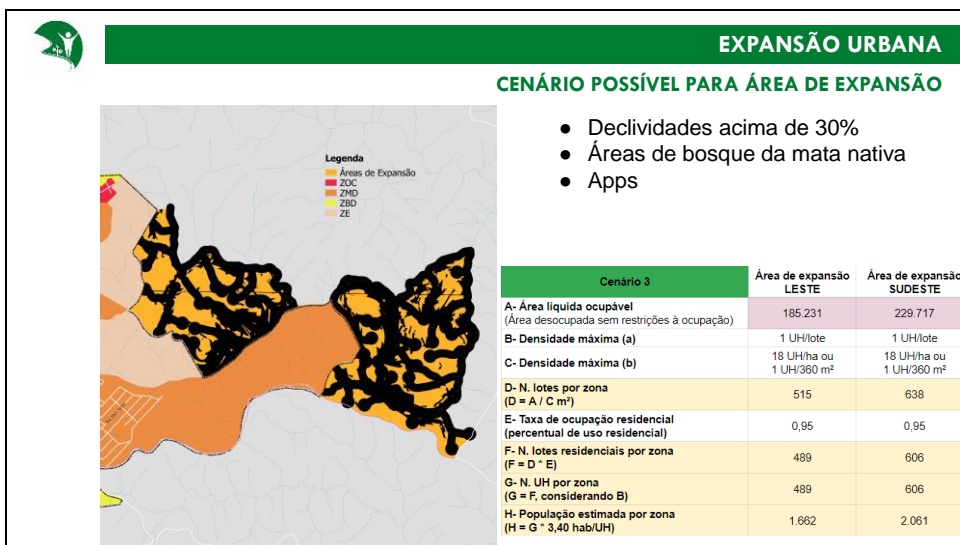 EXPANSÃO URBANA
CENÁRIO POSSÍVEL PARA ÁREA DE EXPANSÃO
● Declividades acima de 30%
● Áreas de bosque da mata nativa
● Apps
Legenda
Áreas de Expansão
ZOC
ZMD
ZBD
ZE
Cenário 3 Área de expansão LESTE Área de expansão SUDESTE
A- Área líquida ocupável
(Área desocupada sem restrições à ocupação) 185.231 229.717
B- Densidade máxima (a) 1 UH/lote 1 UH/lote
C- Densidade máxima (b) 18 UH/ha ou 1 UH/360 m² 18 UH/ha ou 1 UH/360 m²
D- N. lotes por zona
(D = A / C m²) 515 638
E- Taxa de ocupação residencial
(percentual de uso residencial) 0,95 0,95
F- N. lotes residenciais por zona
(F = D * E) 489 606
G- N. UH por zona
(G = F, considerando B) 489 606
H- População estimada por zona
(H = G * 3,40 hab/UH) 1.662 2.061